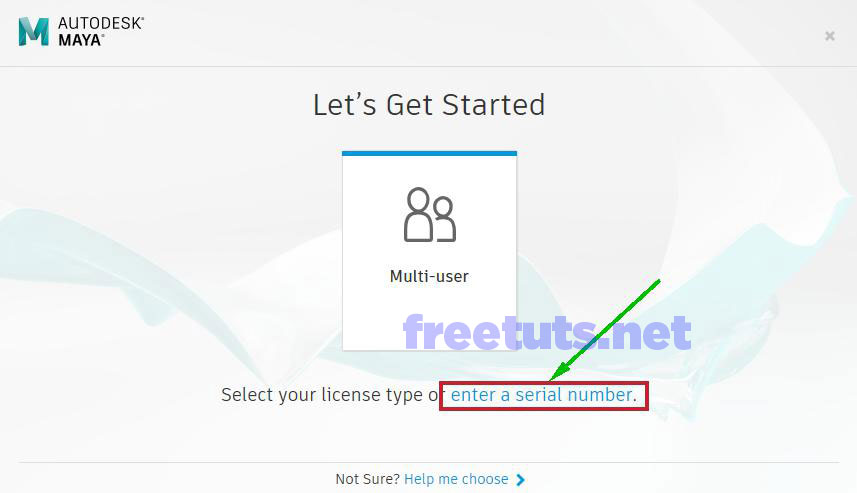 AUTODESK®
MAYA®
Let's Get Started
Multi-user
freetuts.net
Select your license type or enter a serial number.
Not Sure? Help me choose